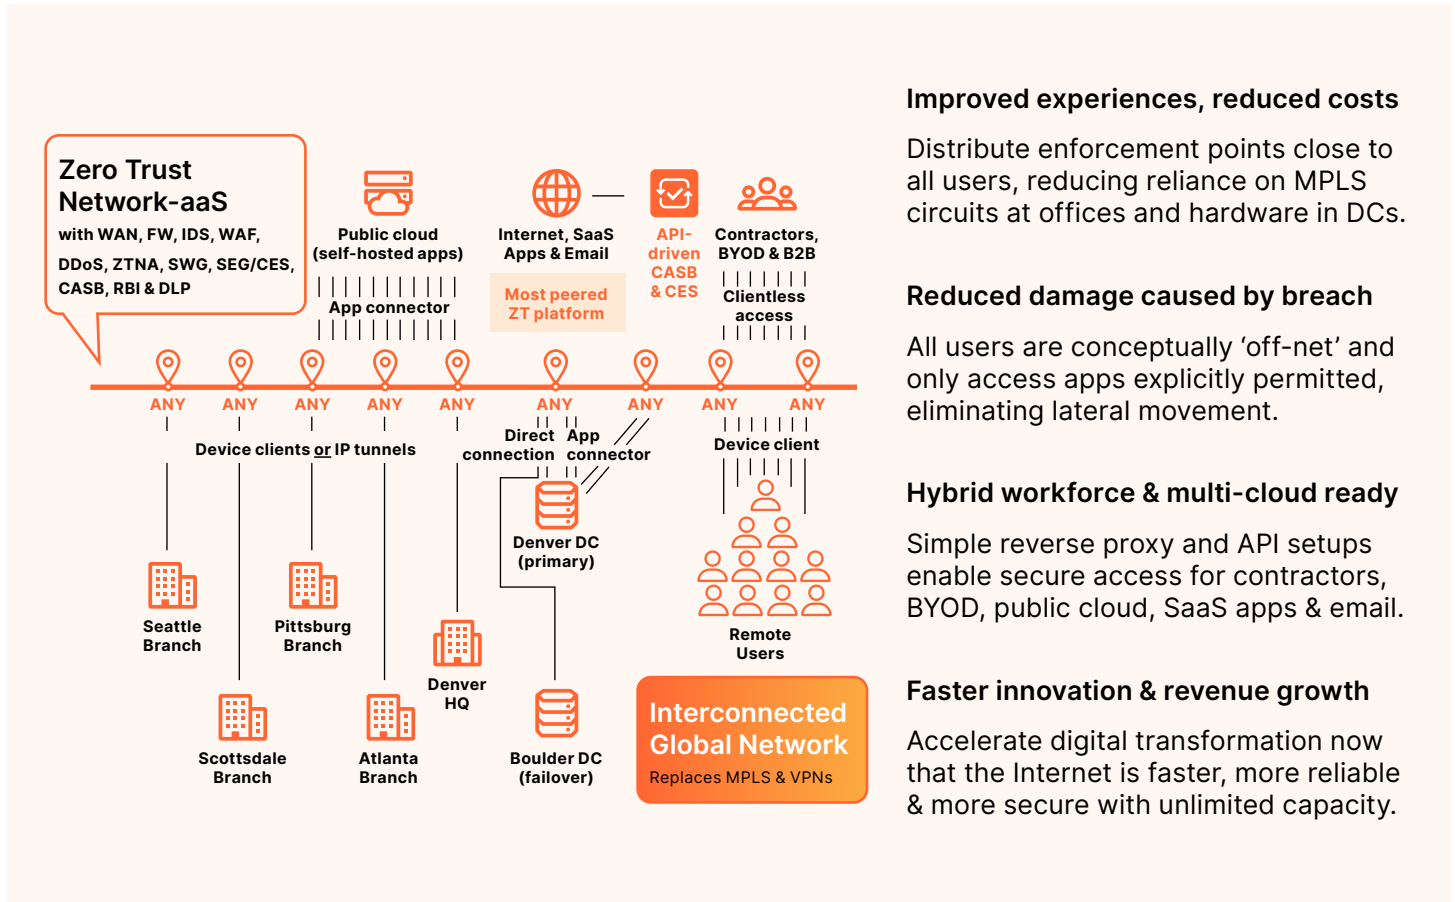 Zero Trust
Network-aaS
with WAN, FW, IDS, WAF,
DDoS, ZTNA, SWG, SEG/CES,
CASB, RBI & DLP
Public cloud
(self-hosted apps)
App connector
Internet, SaaS
Apps & Email
Most peered
ZT platform
API-
driven
CASB
& CES
Contractors,
BYOD & B2B
Clientless
access
ANY
ANY
ANY
ANY
ANY
ANY
ANY
ANY
ANY
Device clients or IP tunnels
Direct
connection
App
connector
Device client
Denver DC
(primary)
Seattle
Branch
Pittsburg
Branch
Remote
Users
Denver
HQ
Scottsdale
Branch
Atlanta
Branch
Boulder DC
(failover)
Interconnected
Global Network
Replaces MPLS & VPNs
Improved experiences, reduced costs
Distribute enforcement points close to
all users, reducing reliance on MPLS
circuits at offices and hardware in DCs.
Reduced damage caused by breach
All users are conceptually ‘off-net’ and
only access apps explicitly permitted,
eliminating lateral movement.
Hybrid workforce & multi-cloud ready
Simple reverse proxy and API setups
enable secure access for contractors,
BYOD, public cloud, SaaS apps & email.
Faster innovation & revenue growth
Accelerate digital transformation now
that the Internet is faster, more reliable
& more secure with unlimited capacity.